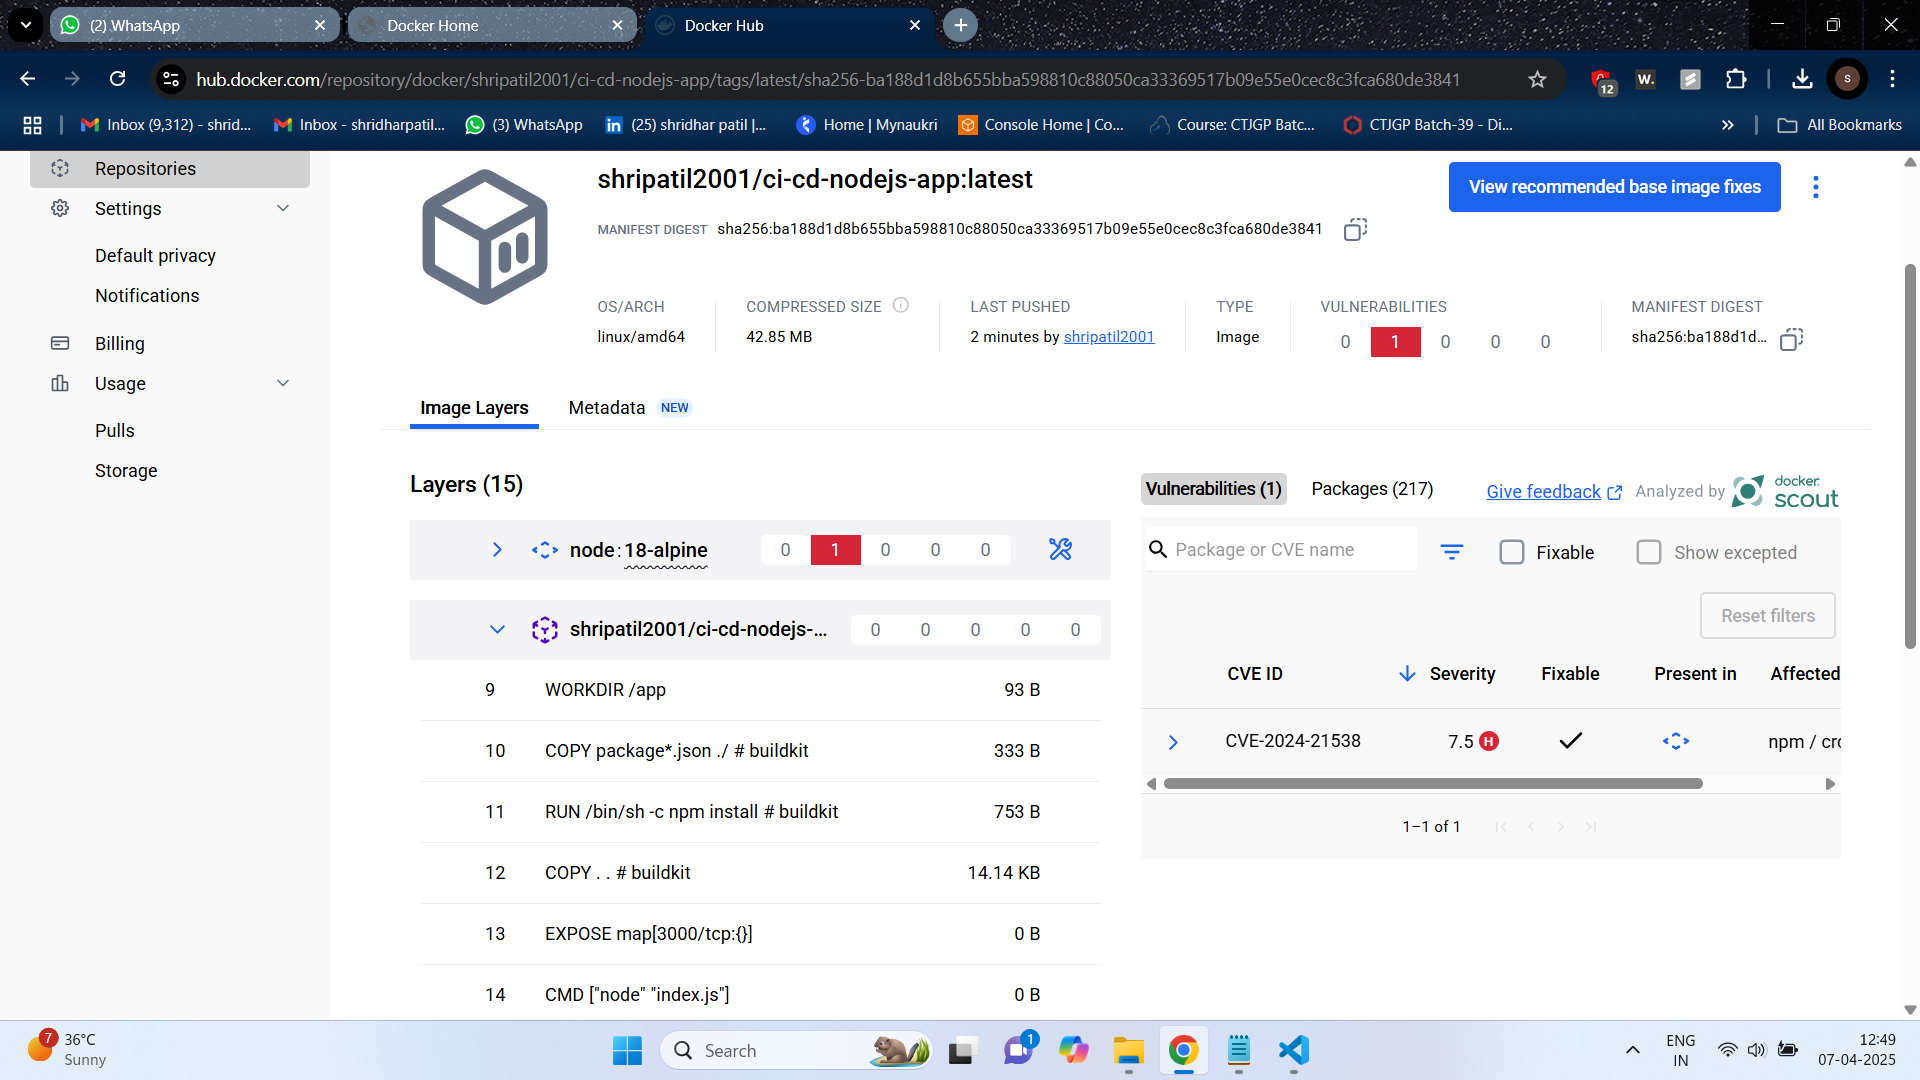 (2) WhatsApp
Docker Home
Docker Hub
hub.docker.com/repository/docker/shripatil2001/ci-cd-nodejs-app/tags/latest/sha256-ba188d1d8b655bba598810c88050ca33369517b09e55e0cec8c3fca680de3841
12
W.
S
Inbox (9,312) - shrid...
Inbox - shridharpatil...
(3) WhatsApp
(25) shridhar patil |...
Home | Mynaukri
Console Home | Co...
Course: CTJGP Batc...
CTJGP Batch-39 - Di...
All Bookmarks
Repositories
Settings
Default privacy
Notifications
Billing
Usage
Pulls
Storage
shripatil2001/ci-cd-nodejs-app:latest
View recommended base image fixes
MANIFEST DIGEST sha256:ba188d1d8b655bba598810c88050ca33369517b09e55e0cec8c3fca680de3841
OS/ARCH
linux/amd64
COMPRESSED SIZE
42.85 MB
LAST PUSHED
2 minutes by shripatil2001
TYPE
Image
VULNERABILITIES
0 1 0 0 0
MANIFEST DIGEST
sha256:ba188d1d...
Image Layers
Metadata NEW
Layers (15)
node:18-alpine 0 1 0 0 0
shripatil2001/ci-cd-nodejs-... 0 0 0 0 0
9 WORKDIR /app 93 B
10 COPY package*.json ./ # buildkit 333 B
11 RUN /bin/sh -c npm install # buildkit 753 B
12 COPY . . # buildkit 14.14 KB
13 EXPOSE map[3000/tcp:{}] 0 B
14 CMD ["node" "index.js"] 0 B
Vulnerabilities (1)
Packages (217)
Give feedback
Analyzed by docker scout
Package or CVE name
Fixable
Show excepted
Reset filters
CVE ID Severity Fixable Present in Affected
CVE-2024-21538 7.5 H npm / cro
1–1 of 1
7
36°C
Sunny
Search
1
ENG
IN
12:49
07-04-2025